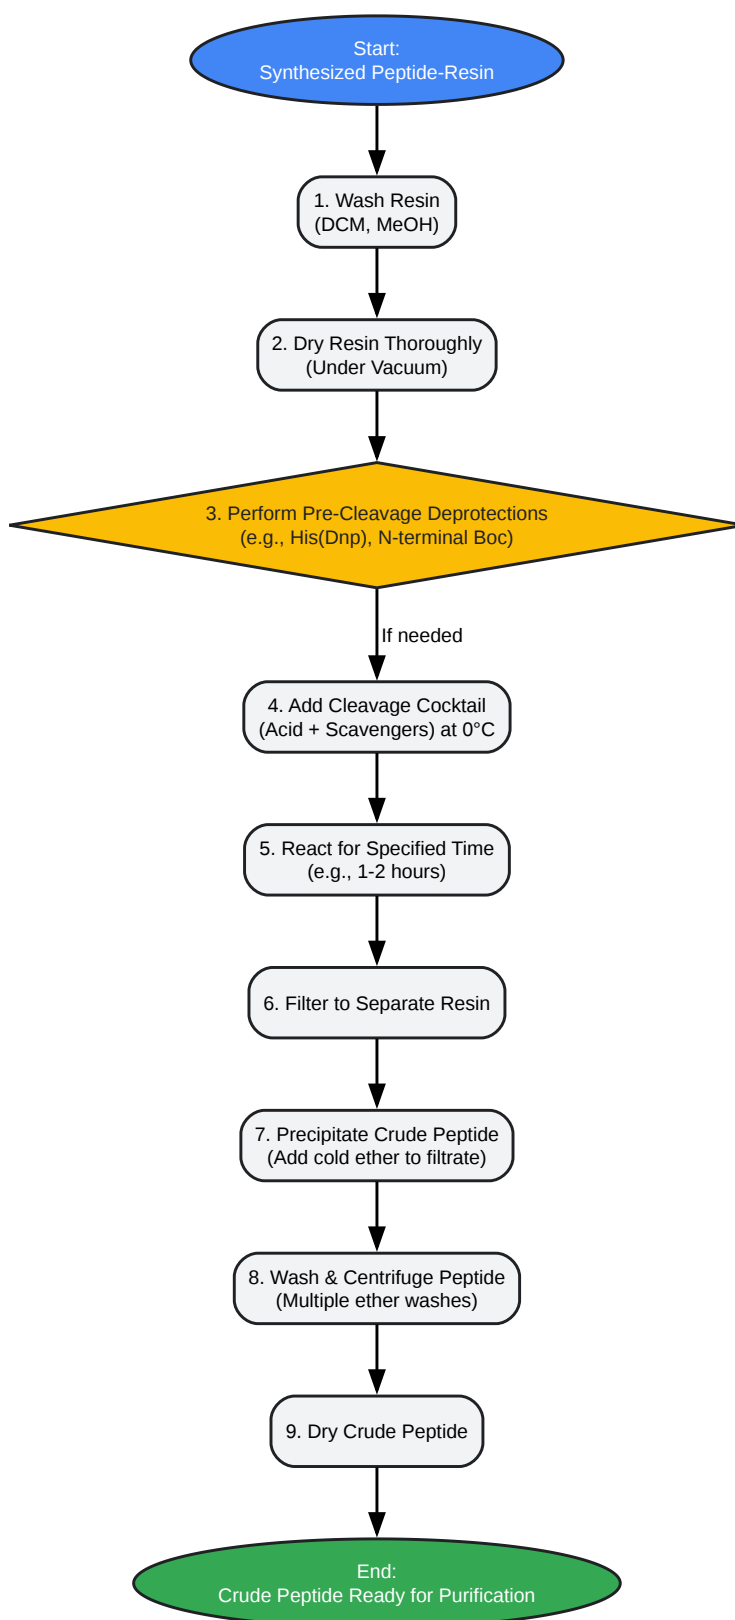 Start:
Synthesized Peptide-Resin
1. Wash Resin
(DCM, MeOH)
2. Dry Resin Thoroughly
(Under Vacuum)
3. Perform Pre-Cleavage Deprotections
(e.g., His(Dnp), N-terminal Boc)
If needed
4. Add Cleavage Cocktail
(Acid + Scavengers) at 0°C
5. React for Specified Time
(e.g., 1-2 hours)
6. Filter to Separate Resin
7. Precipitate Crude Peptide
(Add cold ether to filtrate)
8. Wash & Centrifuge Peptide
(Multiple ether washes)
9. Dry Crude Peptide
End:
Crude Peptide Ready for Purification